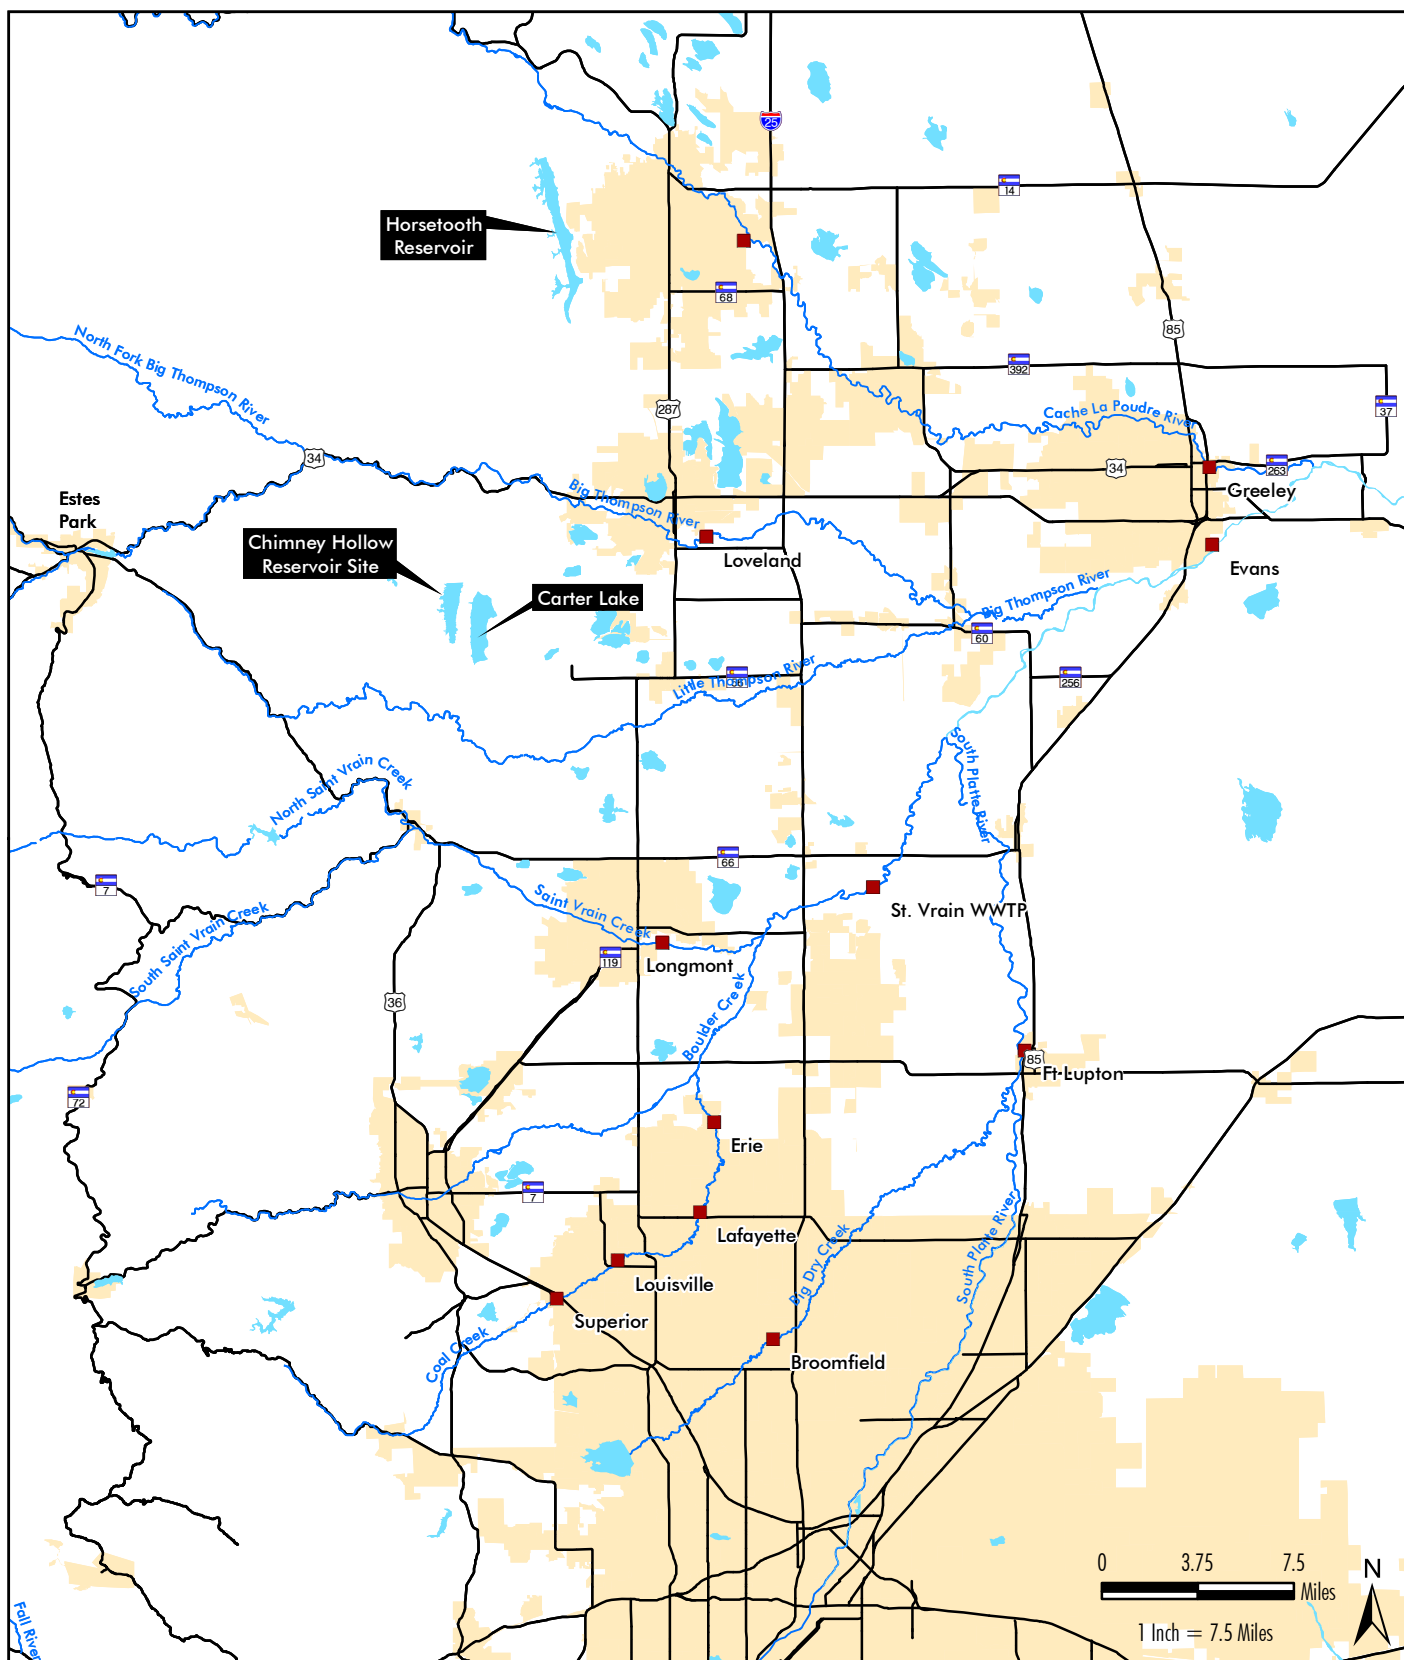 25
14
Horsetooth
Reservoir
68
85
North Fork Big Thompson River
392
287
37
Cache La Poudre River
34
34
263
Estes
Park
Big Thompson River
Greeley
Chimney Hollow
Reservoir Site
Loveland
Evans
Carter Lake
Big Thompson River
60
Little Thompson River
256
South Platte River
North Saint Vrain Creek
66
7
Saint Vrain Creek
St. Vrain WWTP
South Saint Vrain Creek
119
Longmont
36
Boulder Creek
85
Ft Lupton
72
Erie
7
Lafayette
Big Dry Creek
South Platte River
Louisville
Superior
Coal Creek
Broomfield
0 3.75 7.5
Miles
N
1 Inch = 7.5 Miles
Fall River